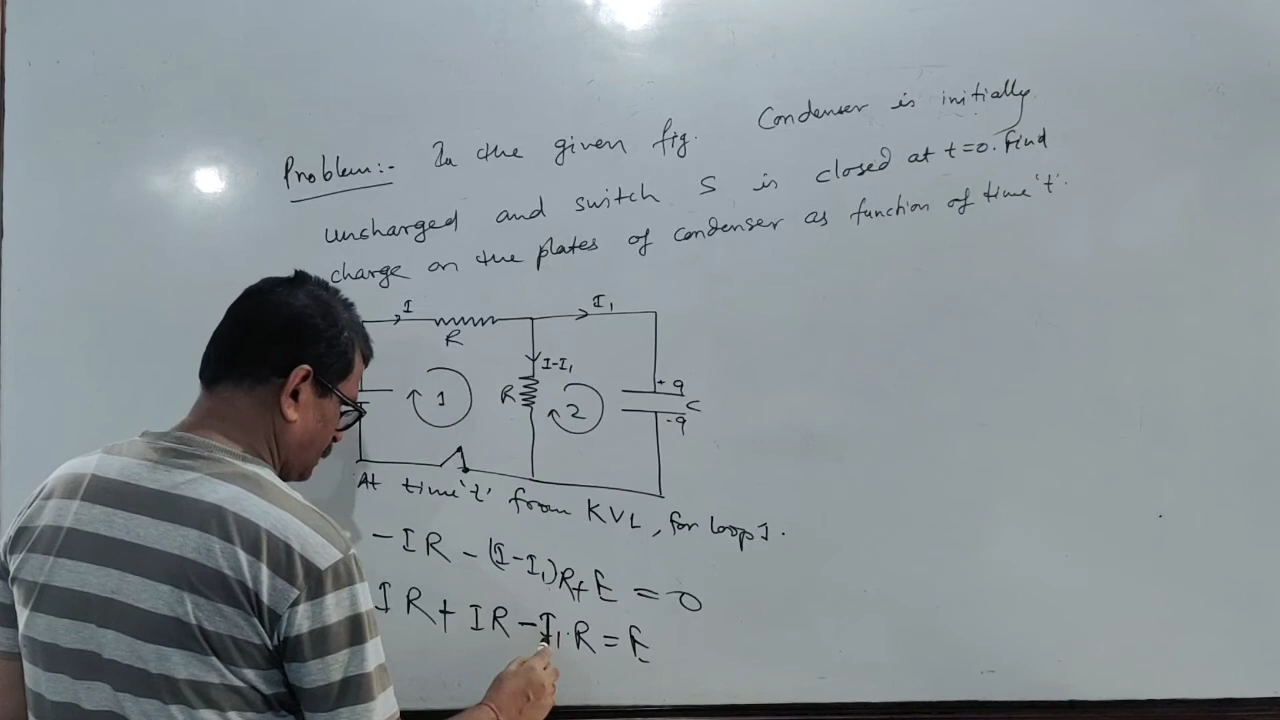 Problem:- In the given fig. Condenser is initially
uncharged and switch S is closed at t=0. Find
charge on the plates of condenser as function of time 't'.
I
I₁
R
I-I₁
R
1
2
+q
C
-q
At time 't' from KVL, for loop 1.
-IR-(I-I₁)R+E=0
IR+IR-I₁.R=E